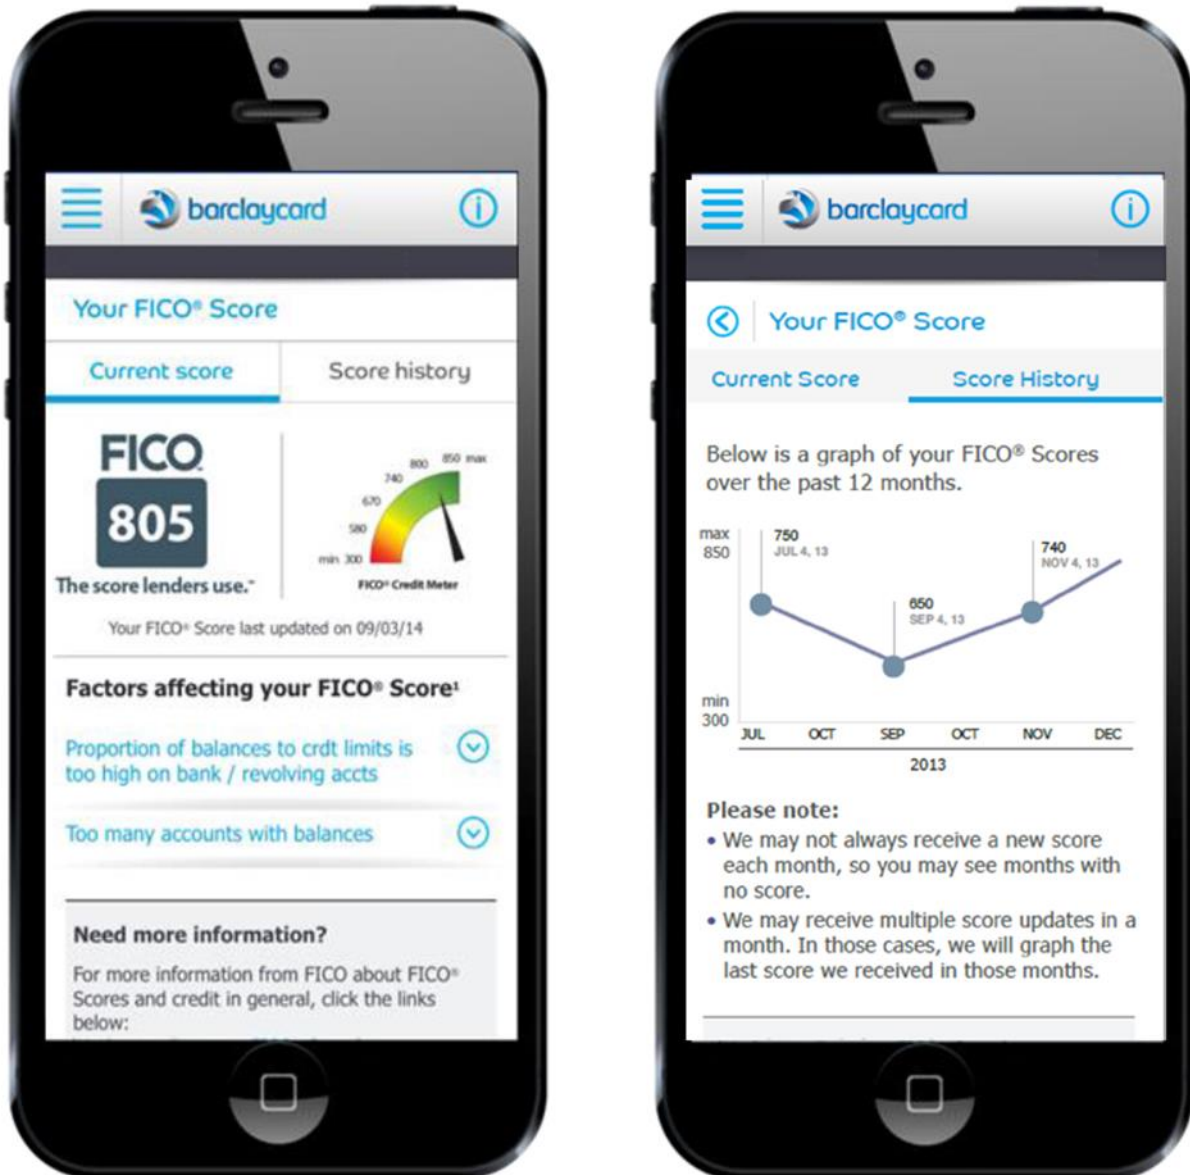 barclaycard
Your FICO® Score
Current score
Score history
FICO
805
The score lenders use.™
min 300
580
670
740
800
850 max
FICO® Credit Meter
Your FICO® Score last updated on 09/03/14
Factors affecting your FICO® Score¹
Proportion of balances to crdt limits is
too high on bank / revolving accts
Too many accounts with balances
Need more information?
For more information from FICO about FICO®
Scores and credit in general, click the links
below:
barclaycard
Your FICO® Score
Current Score
Score History
Below is a graph of your FICO® Scores
over the past 12 months.
max
850
750
JUL 4, 13
650
SEP 4, 13
740
NOV 4, 13
min
300
JUL OCT SEP OCT NOV DEC
2013
Please note:
• We may not always receive a new score
each month, so you may see months with
no score.
• We may receive multiple score updates in a
month. In those cases, we will graph the
last score we received in those months.